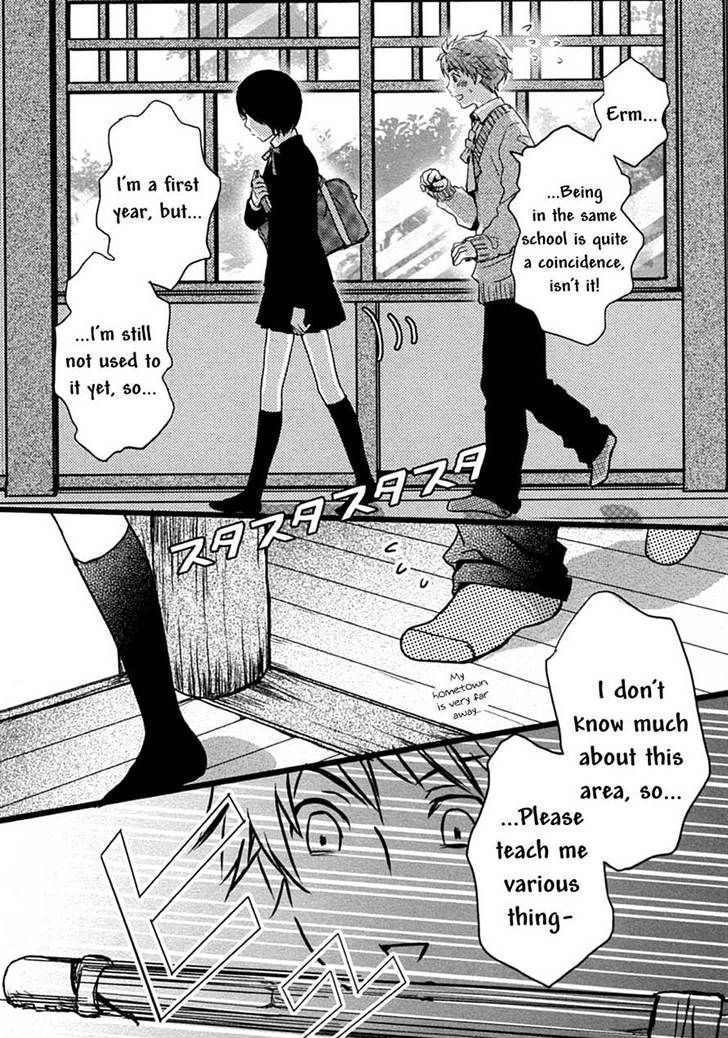 Erm...
...Being
in the same
school is quite
a coincidence,
isn't it!
I'm a first
year, but...
...I'm still
not used to
it yet, so...
スタスタスタスタ
My
hometown
is very far
away..
I don't
know much
about this
area, so...
...Please
teach me
various
thing-